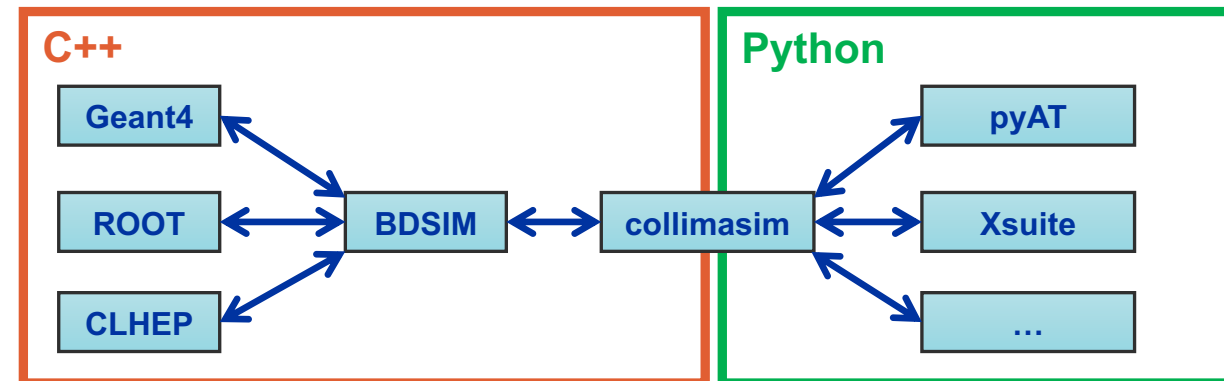 C++
Python
Geant4
pyAT
ROOT
BDSIM
collimasim
Xsuite
CLHEP
…